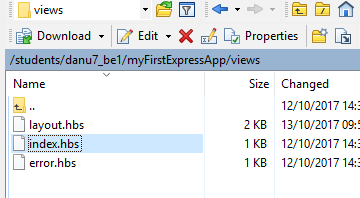 views
Download Edit Properties
/students/danu7_be1/myFirstExpressApp/views
Name Size Changed
.. 12/10/2017 14:3
layout.hbs 2 KB 13/10/2017 09:5
index.hbs 1 KB 12/10/2017 14:3
error.hbs 1 KB 12/10/2017 14:3